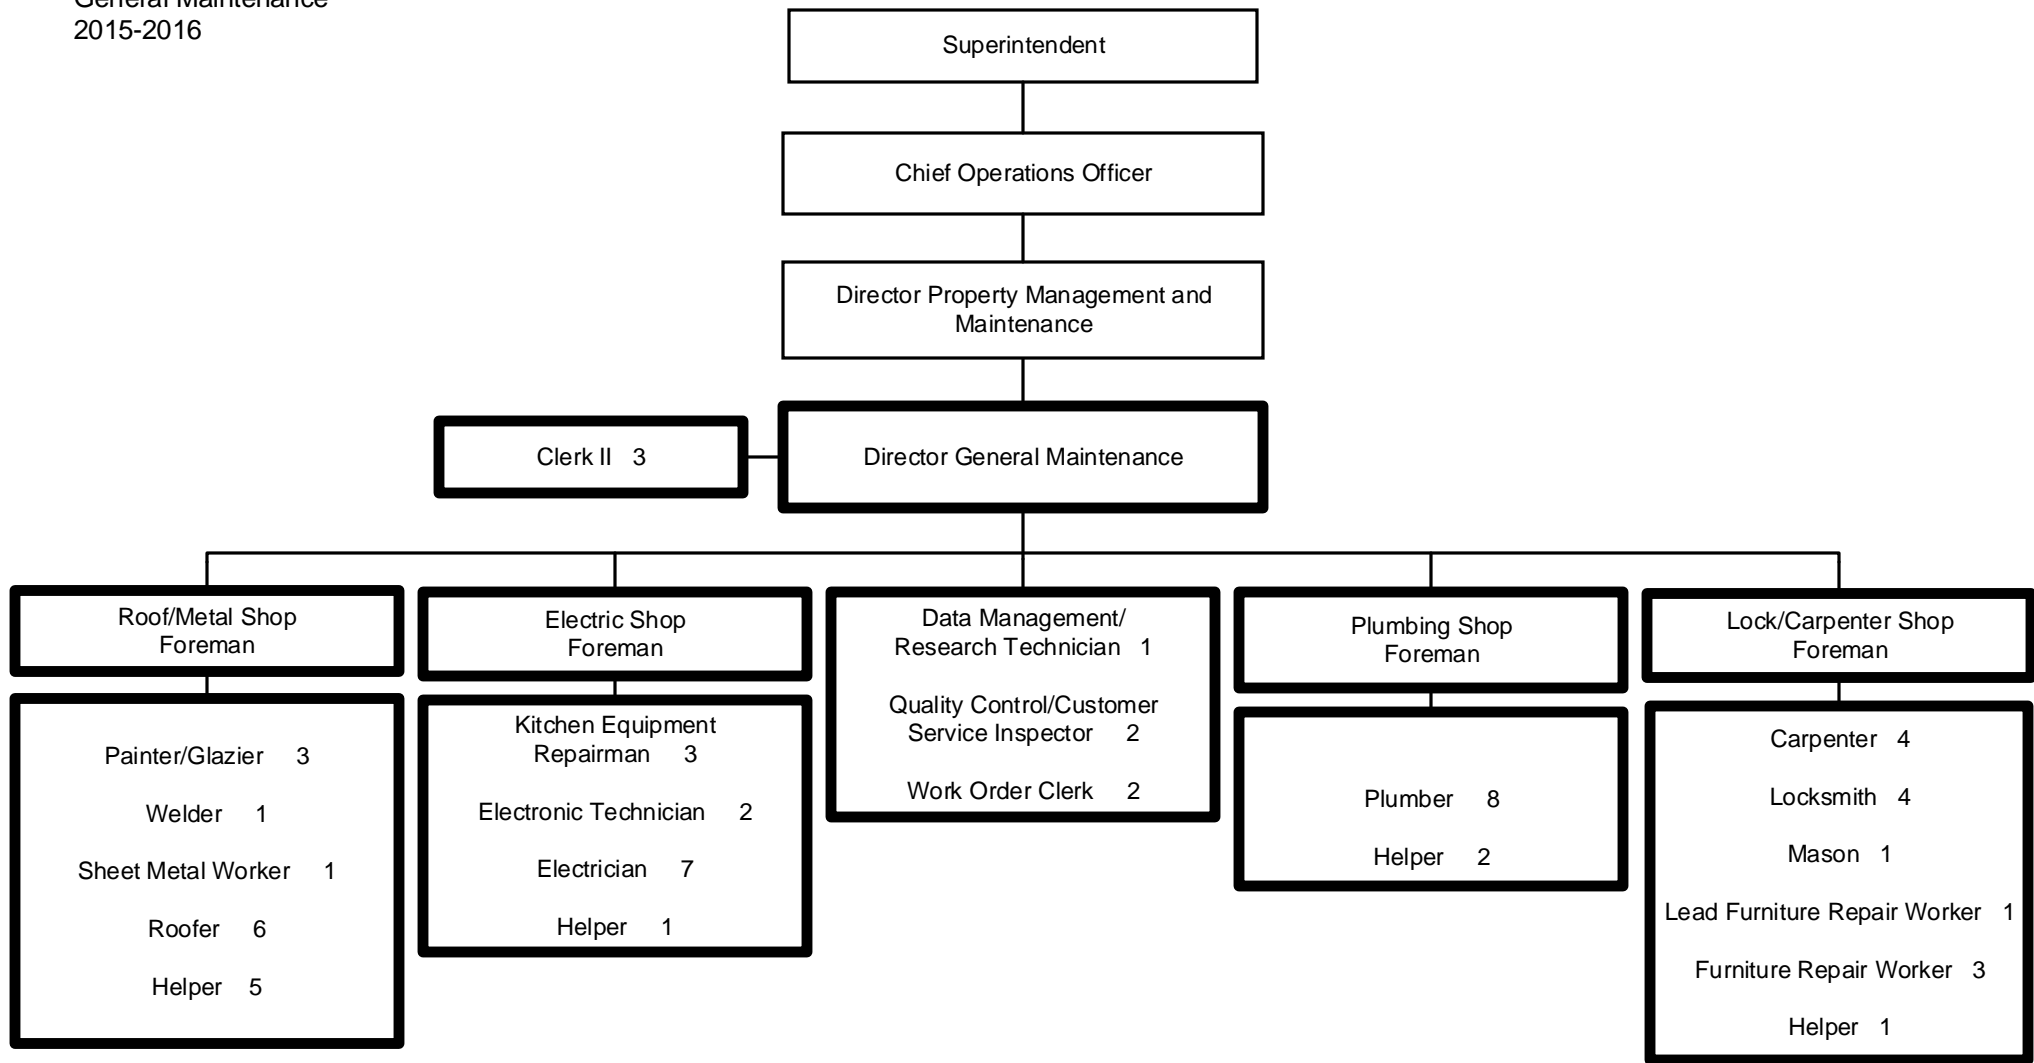 General Maintenance
2015-2016
Superintendent
Chief Operations Officer
Director Property Management and
Maintenance
Clerk II 3
Director General Maintenance
Roof/Metal Shop
Foreman
Painter/Glazier 3
Welder 1
Sheet Metal Worker 1
Roofer 6
Helper 5
Electric Shop
Foreman
Kitchen Equipment
Repairman 3
Electronic Technician 2
Electrician 7
Helper 1
Data Management/
Research Technician 1
Quality Control/Customer
Service Inspector 2
Work Order Clerk 2
Plumbing Shop
Foreman
Plumber 8
Helper 2
Lock/Carpenter Shop
Foreman
Carpenter 4
Locksmith 4
Mason 1
Lead Furniture Repair Worker 1
Furniture Repair Worker 3
Helper 1